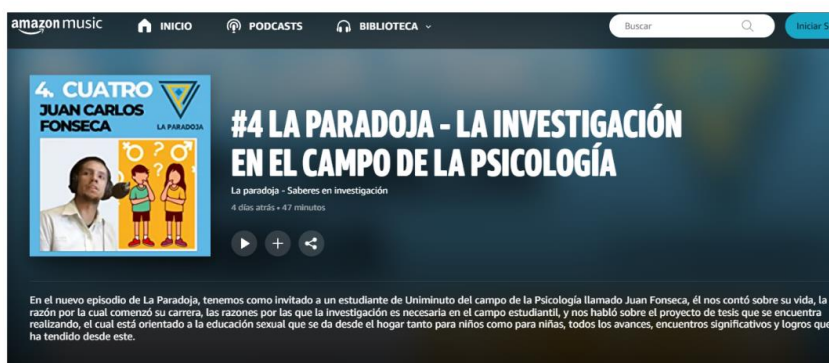 amazon music
INICIO
PODCASTS
BIBLIOTECA
Buscar
Iniciar S
4. CUATRO
JUAN CARLOS
FONSECA
LA PARADOJA
#4 LA PARADOJA - LA INVESTIGACIÓN
EN EL CAMPO DE LA PSICOLOGÍA
La paradoja - Saberes en investigación
4 días atrás • 47 minutos
En el nuevo episodio de La Paradoja, tenemos como invitado a un estudiante de Uniminuto del campo de la Psicología llamado Juan Fonseca, él nos contó sobre su vida, la
razón por la cual comenzó su carrera, las razones por las que la investigación es necesaria en el campo estudiantil, y nos habló sobre el proyecto de tesis que se encuentra
realizando, el cual está orientado a la educación sexual que se da desde el hogar tanto para niños como para niñas, todos los avances, encuentros significativos y logros que
ha tendido desde este.